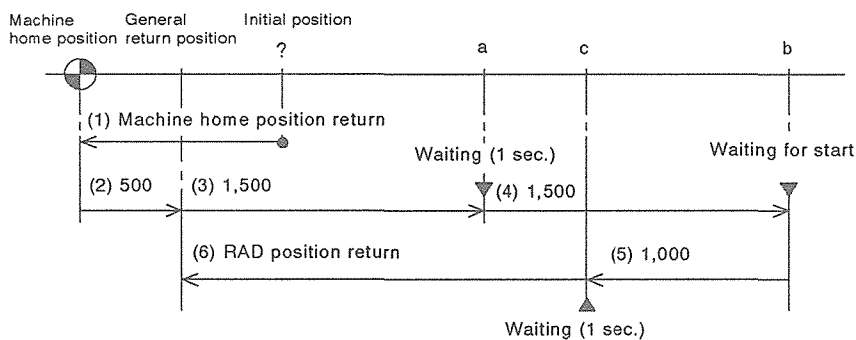 Machine
home position
General
return position
Initial position
?
a
c
b
(1) Machine home position return
Waiting (1 sec.)
Waiting for start
(2) 500
(3) 1,500
(4) 1,500
(6) RAD position return
(5) 1,000
Waiting (1 sec.)